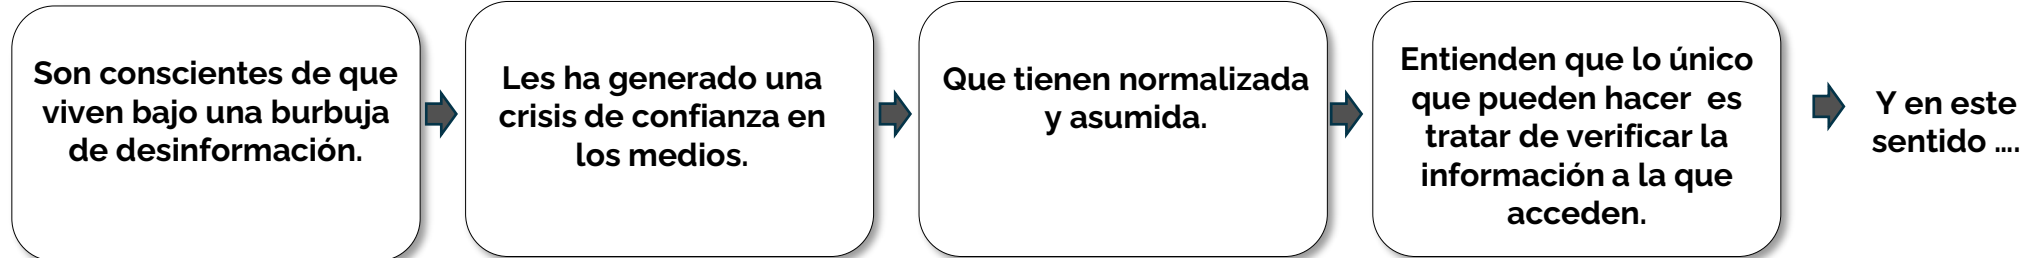 Son conscientes de que
viven bajo una burbuja
de desinformación.
Les ha generado una
crisis de confianza en
los medios.
Que tienen normalizada
y asumida.
Entienden que lo único
que pueden hacer es
tratar de verificar la
información a la que
acceden.
Y en este
sentido ....